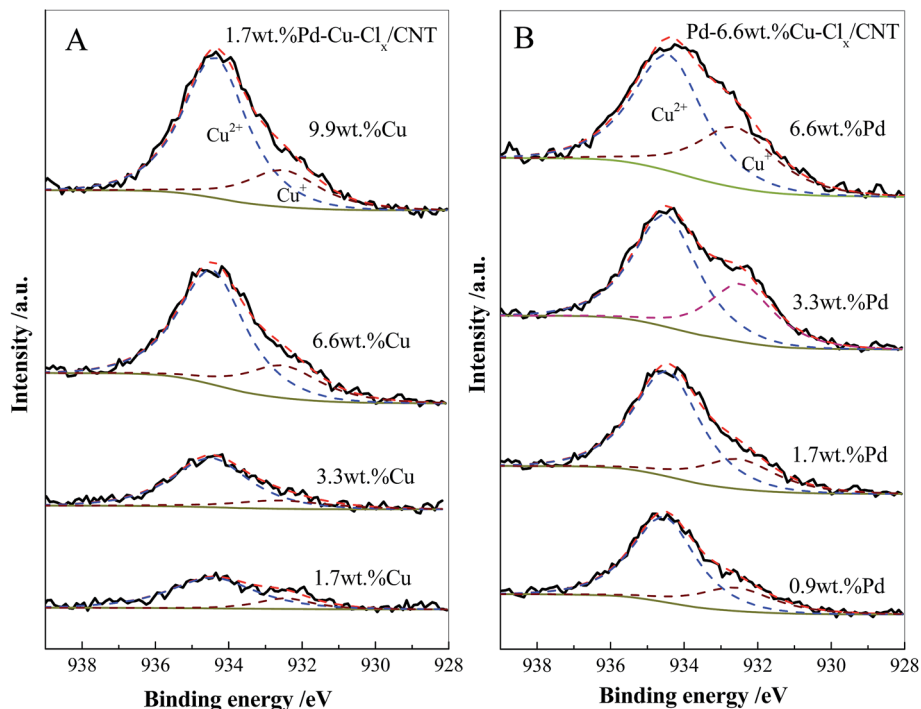 A
1.7wt.%Pd-Cu-Clₓ/CNT
9.9wt.%Cu
Cu²⁺
Cu⁺
6.6wt.%Cu
3.3wt.%Cu
1.7wt.%Cu
Intensity /a.u.
938 936 934 932 930 928
Binding energy /eV
B
Pd-6.6wt.%Cu-Clₓ/CNT
6.6wt.%Pd
Cu²⁺
Cu⁺
3.3wt.%Pd
1.7wt.%Pd
0.9wt.%Pd
Intensity /a.u.
938 936 934 932 930 928
Binding energy /eV